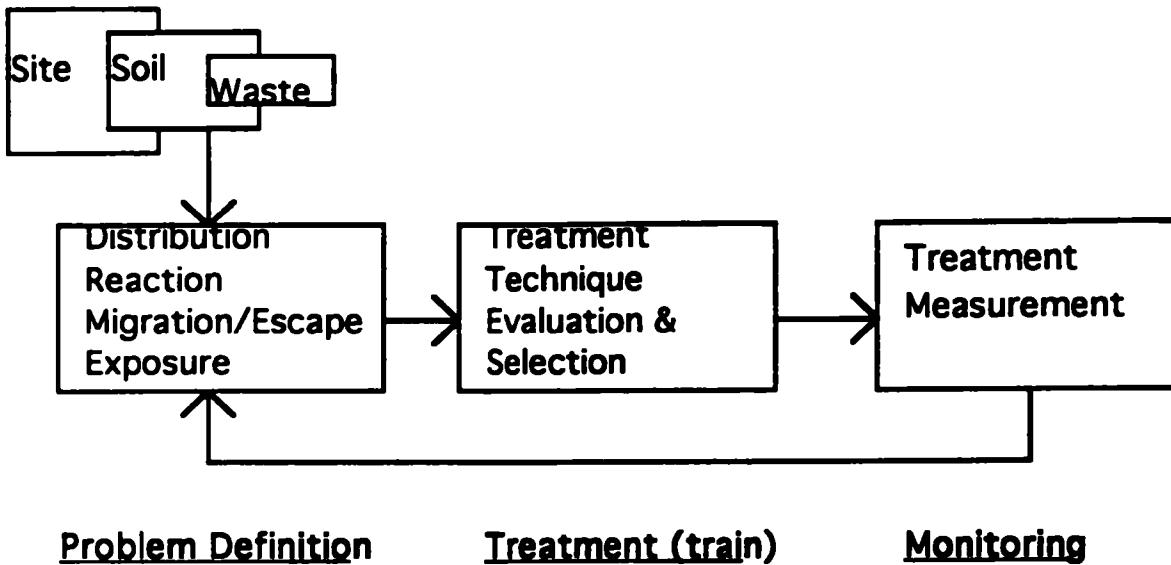 Site
Soil
Waste
Distribution
Reaction
Migration/Escape
Exposure
Treatment
Technique
Evaluation &
Selection
Treatment
Measurement
Problem Definition
Treatment (train)
Monitoring